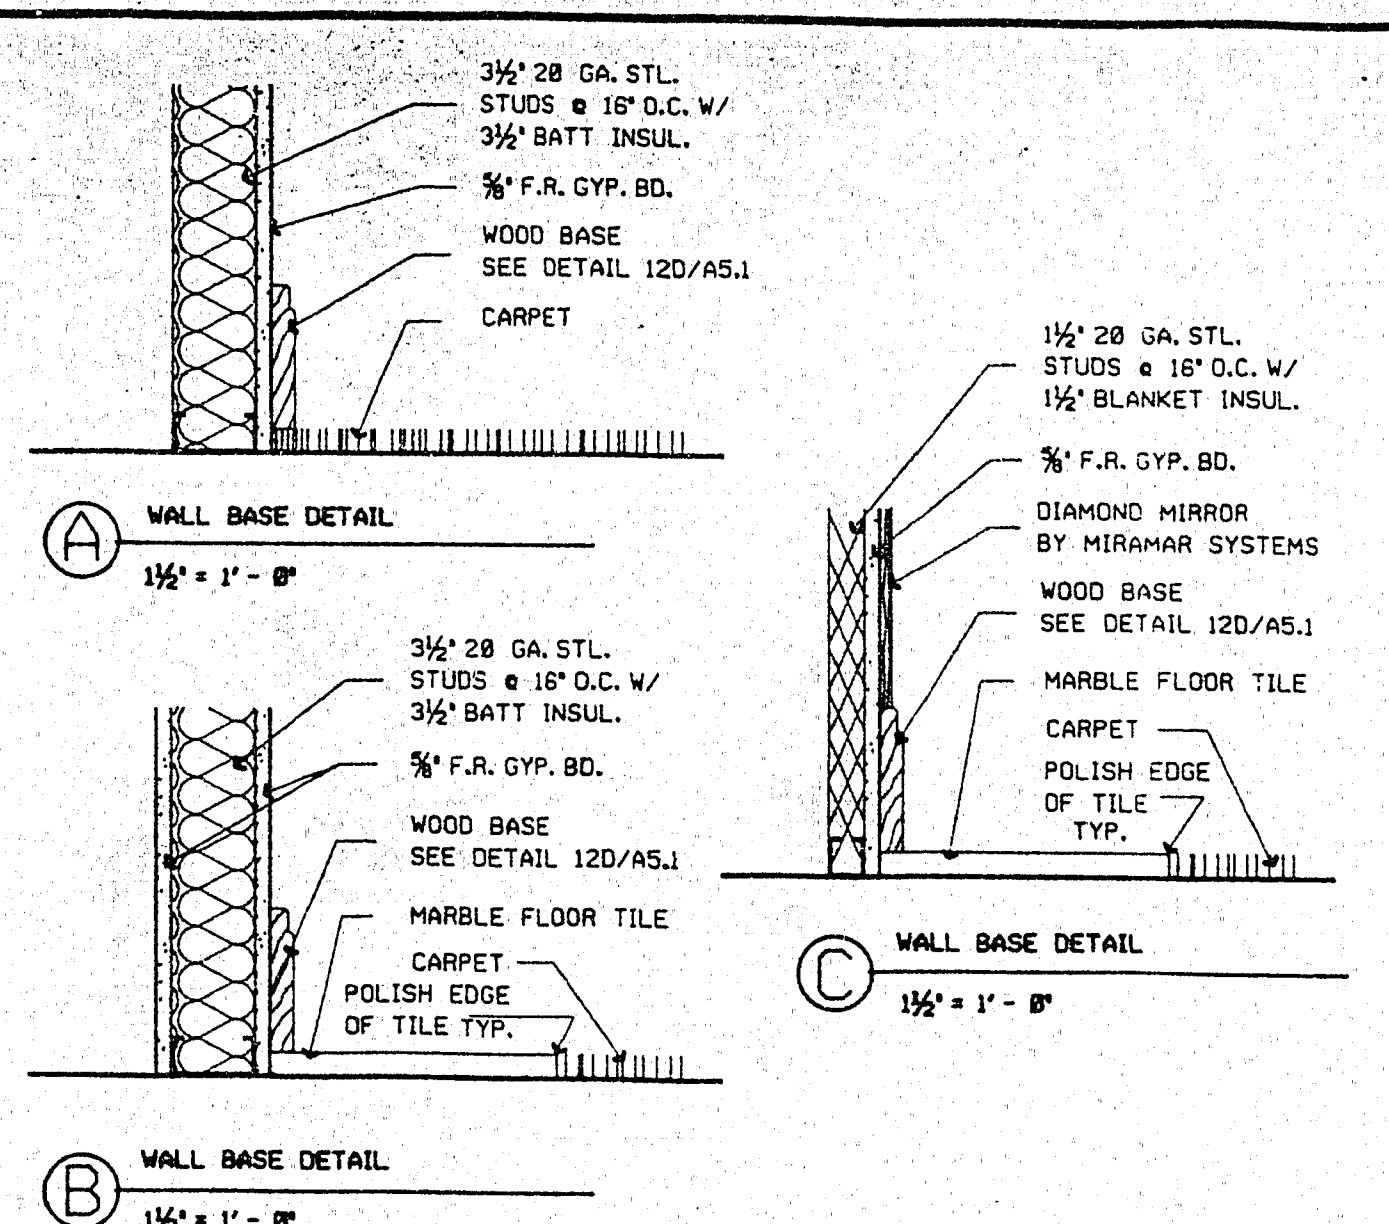 3½" 20 GA. STL.
STUDS @ 16" O.C. W/
3½" BATT INSUL.
⅝" F.R. GYP. BD.
WOOD BASE
SEE DETAIL 12D/A5.1
CARPET
A
WALL BASE DETAIL
1½" = 1' - 0"
3½" 20 GA. STL.
STUDS @ 16" O.C. W/
3½" BATT INSUL.
⅝" F.R. GYP. BD.
WOOD BASE
SEE DETAIL 12D/A5.1
MARBLE FLOOR TILE
CARPET
POLISH EDGE
OF TILE TYP.
B
WALL BASE DETAIL
1½" = 1' - 0"
1½" 20 GA. STL.
STUDS @ 16" O.C. W/
1½" BLANKET INSUL.
⅝" F.R. GYP. BD.
DIAMOND MIRROR
BY MIRAMAR SYSTEMS
WOOD BASE
SEE DETAIL 12D/A5.1
MARBLE FLOOR TILE
CARPET
POLISH EDGE
OF TILE
TYP.
C
WALL BASE DETAIL
1½" = 1' - 0"